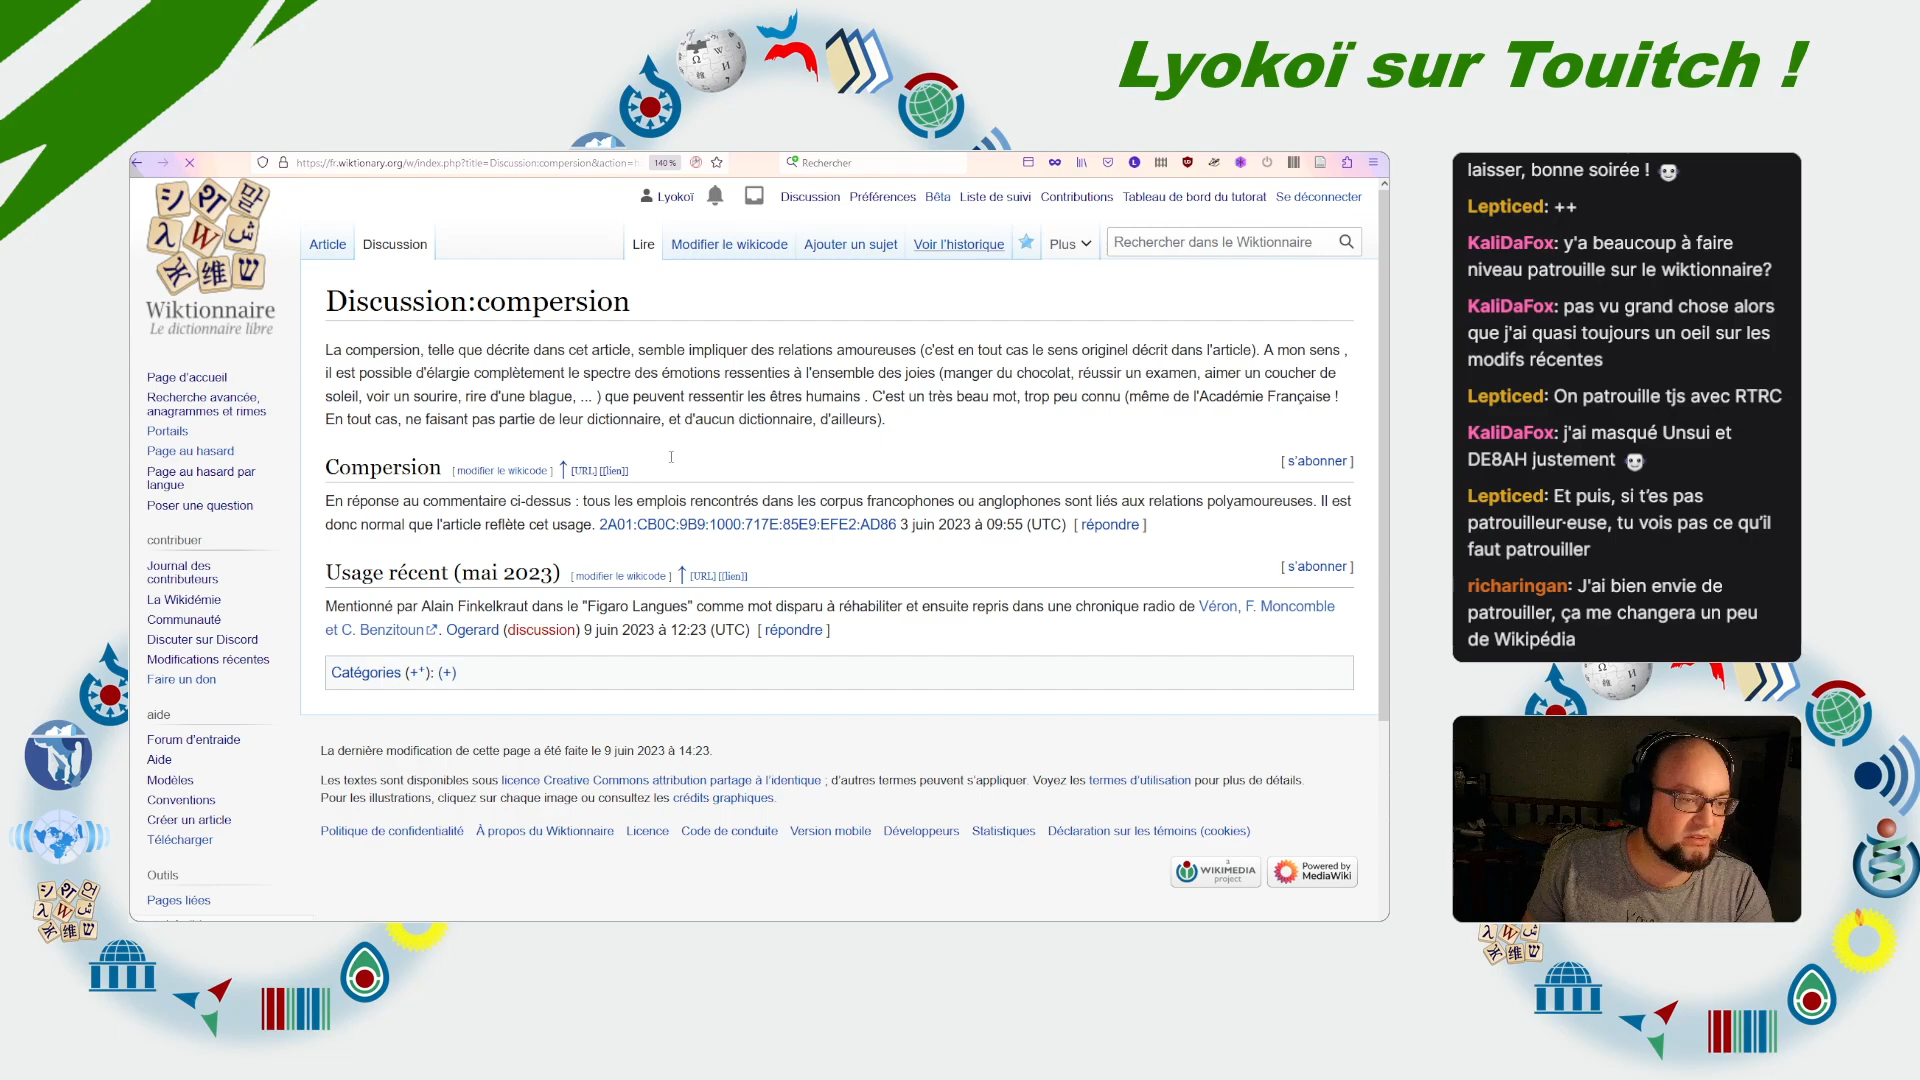 Lyokoï sur Touitch !
https://fr.wiktionary.org/w/index.php?title=Discussion:compersion&action=h
140 %
Rechercher
Lyokoï
Discussion Préférences Bêta Liste de suivi Contributions Tableau de bord du tutorat Se déconnecter
Article Discussion Lire Modifier le wikicode Ajouter un sujet Voir l'historique Plus
Rechercher dans le Wiktionnaire
Wiktionnaire
Le dictionnaire libre
Page d'accueil
Recherche avancée,
anagrammes et rimes
Portails
Page au hasard
Page au hasard par
langue
Poser une question
contribuer
Journal des
contributeurs
La Wikidémie
Communauté
Discuter sur Discord
Modifications récentes
Faire un don
aide
Forum d'entraide
Aide
Modèles
Conventions
Créer un article
Télécharger
Outils
Pages liées
Discussion:compersion
La compersion, telle que décrite dans cet article, semble impliquer des relations amoureuses (c'est en tout cas le sens originel décrit dans l'article). A mon sens ,
il est possible d'élargie complètement le spectre des émotions ressenties à l'ensemble des joies (manger du chocolat, réussir un examen, aimer un coucher de
soleil, voir un sourire, rire d'une blague, ... ) que peuvent ressentir les êtres humains . C'est un très beau mot, trop peu connu (même de l'Académie Française !
En tout cas, ne faisant pas partie de leur dictionnaire, et d'aucun dictionnaire, d'ailleurs).
Compersion [ modifier le wikicode ] ↑ [URL] [[lien]] [ s'abonner ]
En réponse au commentaire ci-dessus : tous les emplois rencontrés dans les corpus francophones ou anglophones sont liés aux relations polyamoureuses. Il est
donc normal que l'article reflète cet usage. 2A01:CB0C:9B9:1000:717E:85E9:EFE2:AD86 3 juin 2023 à 09:55 (UTC) [ répondre ]
Usage récent (mai 2023) [ modifier le wikicode ] ↑ [URL] [[lien]] [ s'abonner ]
Mentionné par Alain Finkelkraut dans le "Figaro Langues" comme mot disparu à réhabiliter et ensuite repris dans une chronique radio de Véron, F. Moncomble
et C. Benzitoun. Ogerard (discussion) 9 juin 2023 à 12:23 (UTC) [ répondre ]
Catégories (+⁺): (+)
La dernière modification de cette page a été faite le 9 juin 2023 à 14:23.
Les textes sont disponibles sous licence Creative Commons attribution partage à l'identique ; d'autres termes peuvent s'appliquer. Voyez les termes d'utilisation pour plus de détails.
Pour les illustrations, cliquez sur chaque image ou consultez les crédits graphiques.
Politique de confidentialité À propos du Wiktionnaire Licence Code de conduite Version mobile Développeurs Statistiques Déclaration sur les témoins (cookies)
a
WIKIMEDIA
project
Powered by
MediaWiki
laisser, bonne soirée !
Lepticed: ++
KaliDaFox: y'a beaucoup à faire
niveau patrouille sur le wiktionnaire?
KaliDaFox: pas vu grand chose alors
que j'ai quasi toujours un oeil sur les
modifs récentes
Lepticed: On patrouille tjs avec RTRC
KaliDaFox: j'ai masqué Unsui et
DE8AH justement
Lepticed: Et puis, si t'es pas
patrouilleur·euse, tu vois pas ce qu'il
faut patrouiller
richaringan: J'ai bien envie de
patrouiller, ça me changera un peu
de Wikipédia